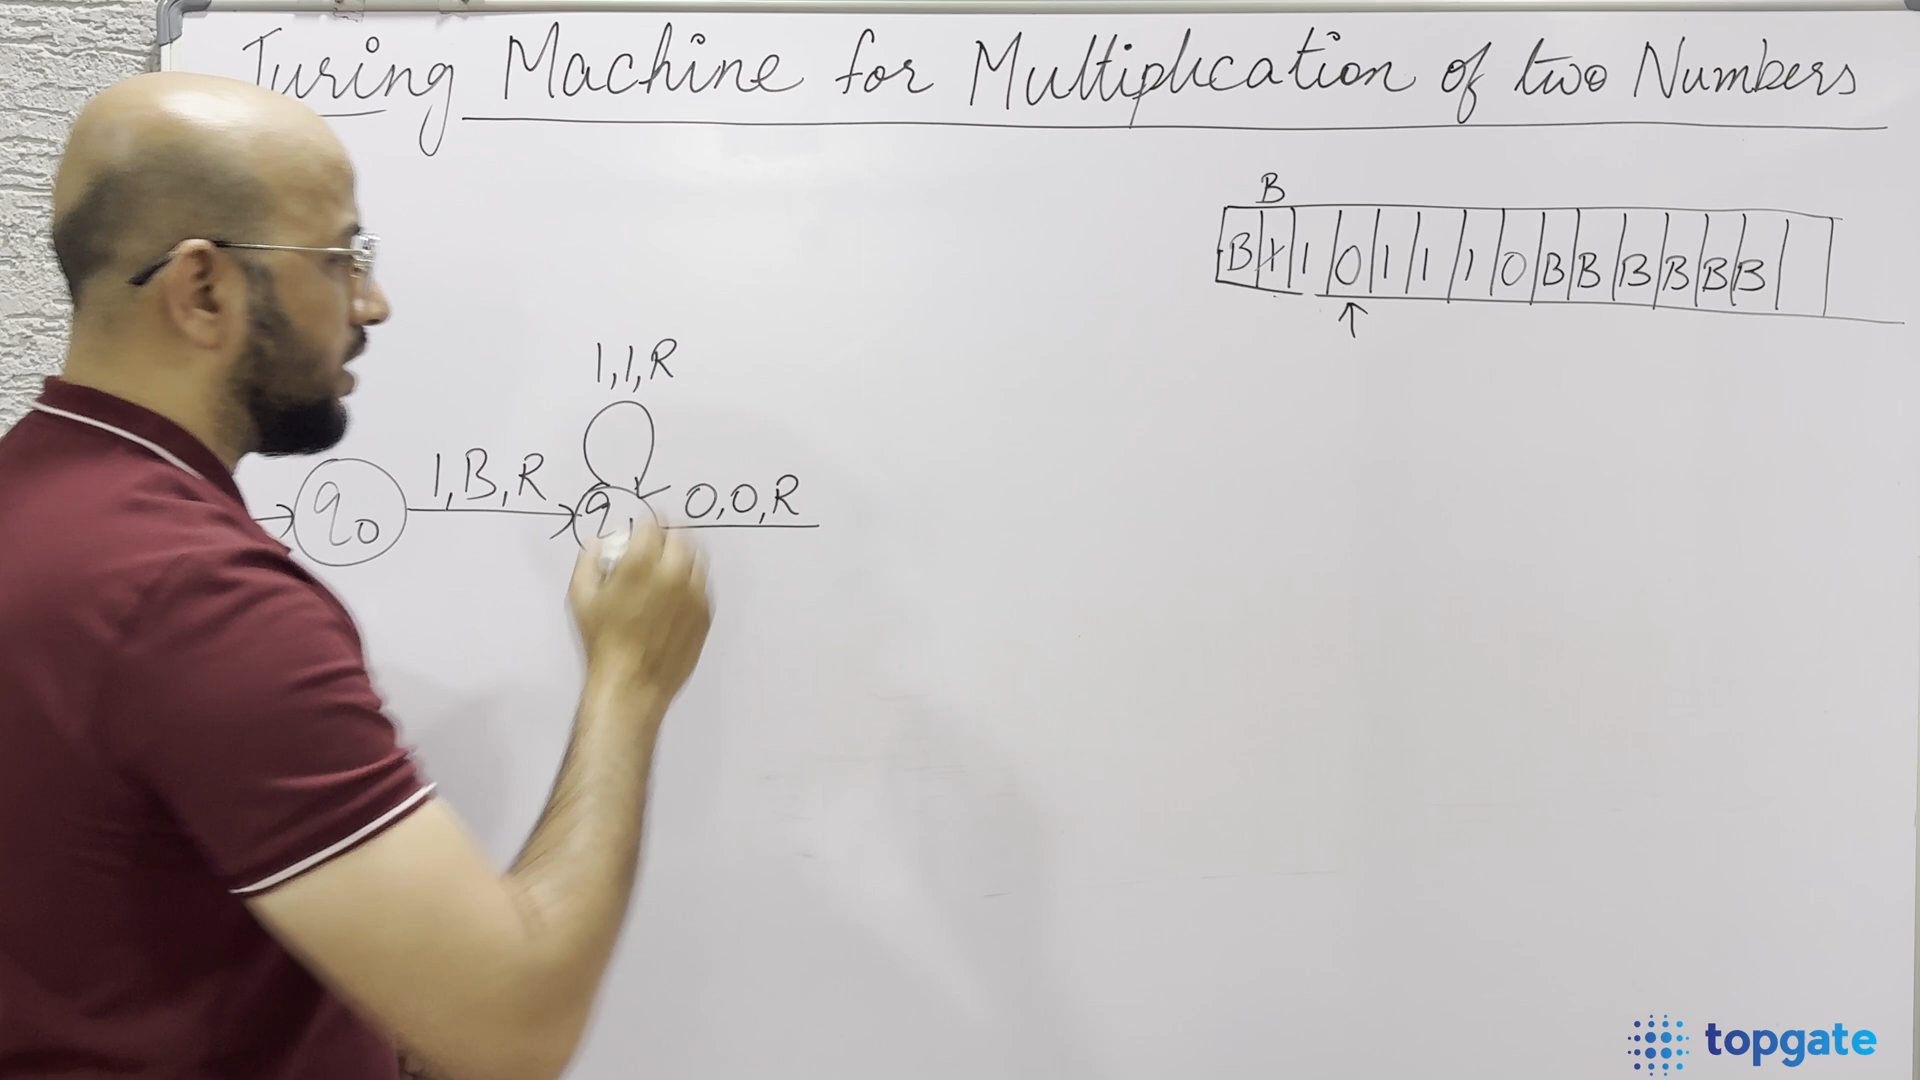 Turing Machine for Multiplication of two Numbers
B
B 1 1 0 1 1 1 0 B B B B B B
↑
1,1,R
q0 1,B,R q1 0,0,R
topgate